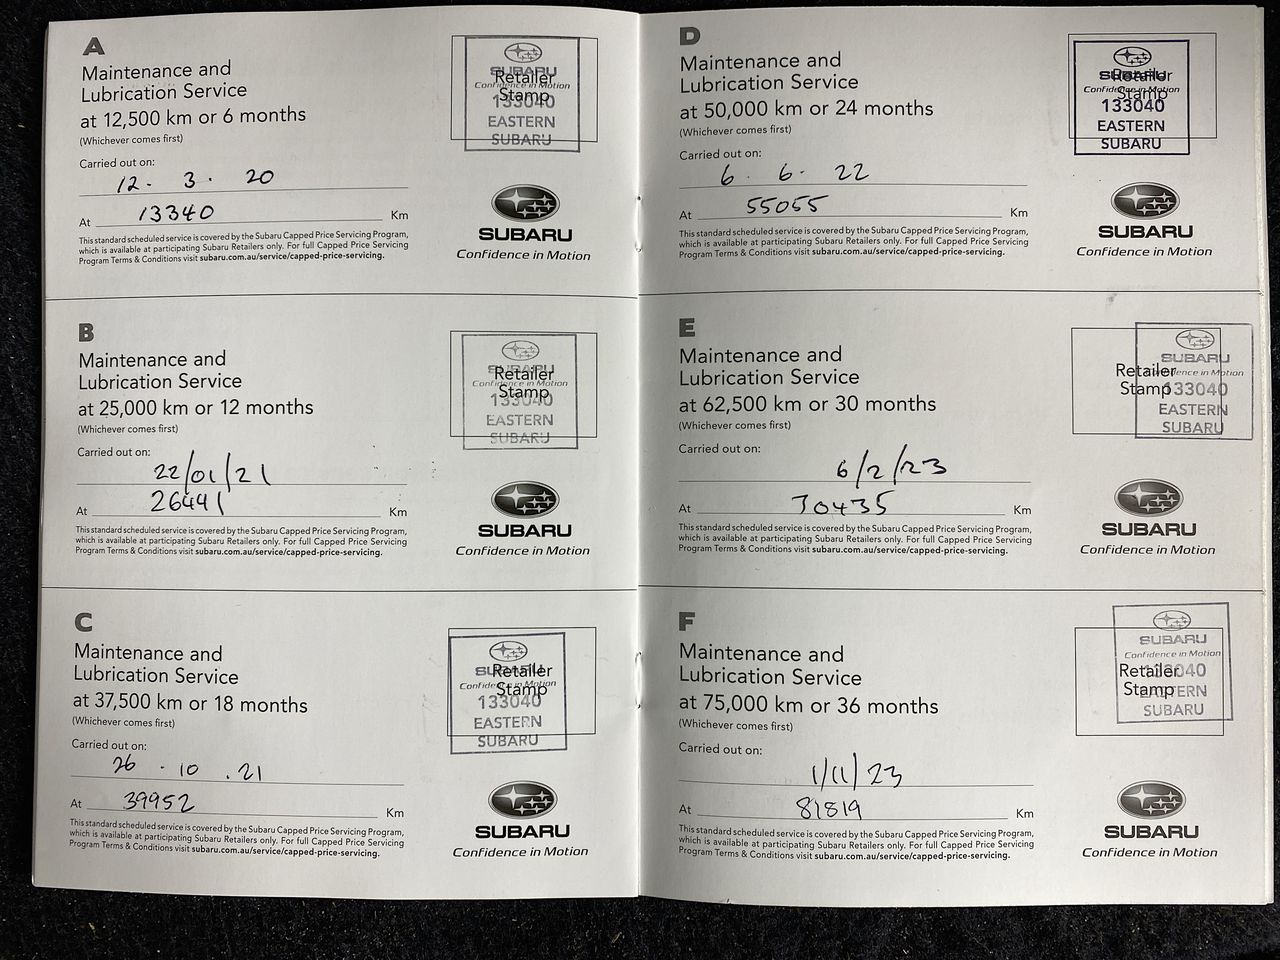 A
Maintenance and
Lubrication Service
at 12,500 km or 6 months
(Whichever comes first)
Carried out on:
12. 3. 20
At 13340 Km
This standard scheduled service is covered by the Subaru Capped Price Servicing Program,
which is available at participating Subaru Retailers only. For full Capped Price Servicing
Program Terms & Conditions visit subaru.com.au/service/capped-price-servicing.
Retailer
Stamp
SUBARU
Confidence in Motion
133040
EASTERN
SUBARU
SUBARU
Confidence in Motion
B
Maintenance and
Lubrication Service
at 25,000 km or 12 months
(Whichever comes first)
Carried out on:
22/01/21
At 26441 Km
This standard scheduled service is covered by the Subaru Capped Price Servicing Program,
which is available at participating Subaru Retailers only. For full Capped Price Servicing
Program Terms & Conditions visit subaru.com.au/service/capped-price-servicing.
Retailer
Stamp
SUBARU
Confidence in Motion
133040
EASTERN
SUBARU
SUBARU
Confidence in Motion
C
Maintenance and
Lubrication Service
at 37,500 km or 18 months
(Whichever comes first)
Carried out on:
26 . 10 .21
At 39952 Km
This standard scheduled service is covered by the Subaru Capped Price Servicing Program,
which is available at participating Subaru Retailers only. For full Capped Price Servicing
Program Terms & Conditions visit subaru.com.au/service/capped-price-servicing.
Retailer
Stamp
SUBARU
Confidence in Motion
133040
EASTERN
SUBARU
SUBARU
Confidence in Motion
D
Maintenance and
Lubrication Service
at 50,000 km or 24 months
(Whichever comes first)
Carried out on:
6. 6. 22
At 55055 Km
This standard scheduled service is covered by the Subaru Capped Price Servicing Program,
which is available at participating Subaru Retailers only. For full Capped Price Servicing
Program Terms & Conditions visit subaru.com.au/service/capped-price-servicing.
Retailer
Stamp
SUBARU
Confidence in Motion
133040
EASTERN
SUBARU
SUBARU
Confidence in Motion
E
Maintenance and
Lubrication Service
at 62,500 km or 30 months
(Whichever comes first)
Carried out on:
6/2/23
At 70435 Km
This standard scheduled service is covered by the Subaru Capped Price Servicing Program,
which is available at participating Subaru Retailers only. For full Capped Price Servicing
Program Terms & Conditions visit subaru.com.au/service/capped-price-servicing.
Retailer
Stamp
SUBARU
Confidence in Motion
133040
EASTERN
SUBARU
SUBARU
Confidence in Motion
F
Maintenance and
Lubrication Service
at 75,000 km or 36 months
(Whichever comes first)
Carried out on:
1/11/23
At 81819 Km
This standard scheduled service is covered by the Subaru Capped Price Servicing Program,
which is available at participating Subaru Retailers only. For full Capped Price Servicing
Program Terms & Conditions visit subaru.com.au/service/capped-price-servicing.
Retailer
Stamp
SUBARU
Confidence in Motion
133040
EASTERN
SUBARU
SUBARU
Confidence in Motion